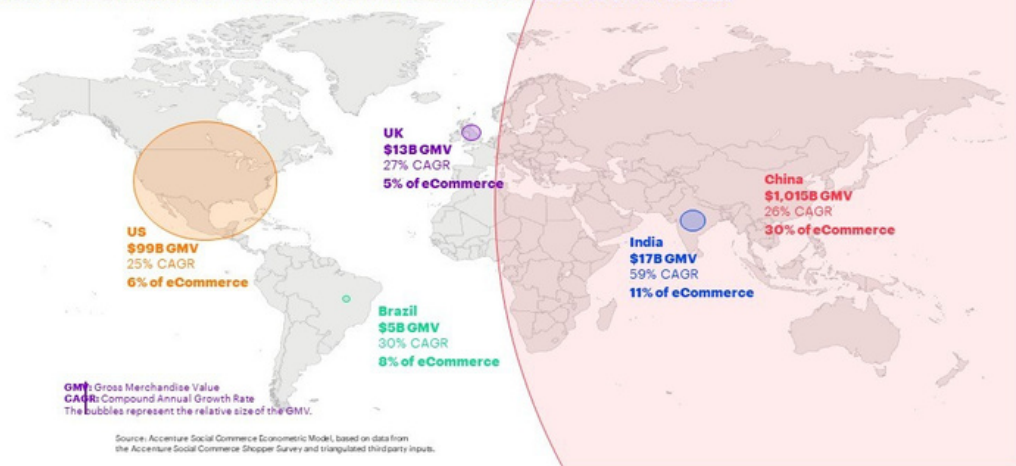 UK
$13B GMV
27% CAGR
5% of eCommerce
China
$1,015B GMV
26% CAGR
30% of eCommerce
US
$99B GMV
25% CAGR
6% of eCommerce
India
$17B GMV
59% CAGR
11% of eCommerce
Brazil
$5B GMV
30% CAGR
8% of eCommerce
GMV: Gross Merchandise Value
CAGR: Compound Annual Growth Rate
The bubbles represent the relative size of the GMV.
Source: Accenture Social Commerce Econometric Model, based on data from
the Accenture Social Commerce Shopper Survey and triangulated third party inputs.